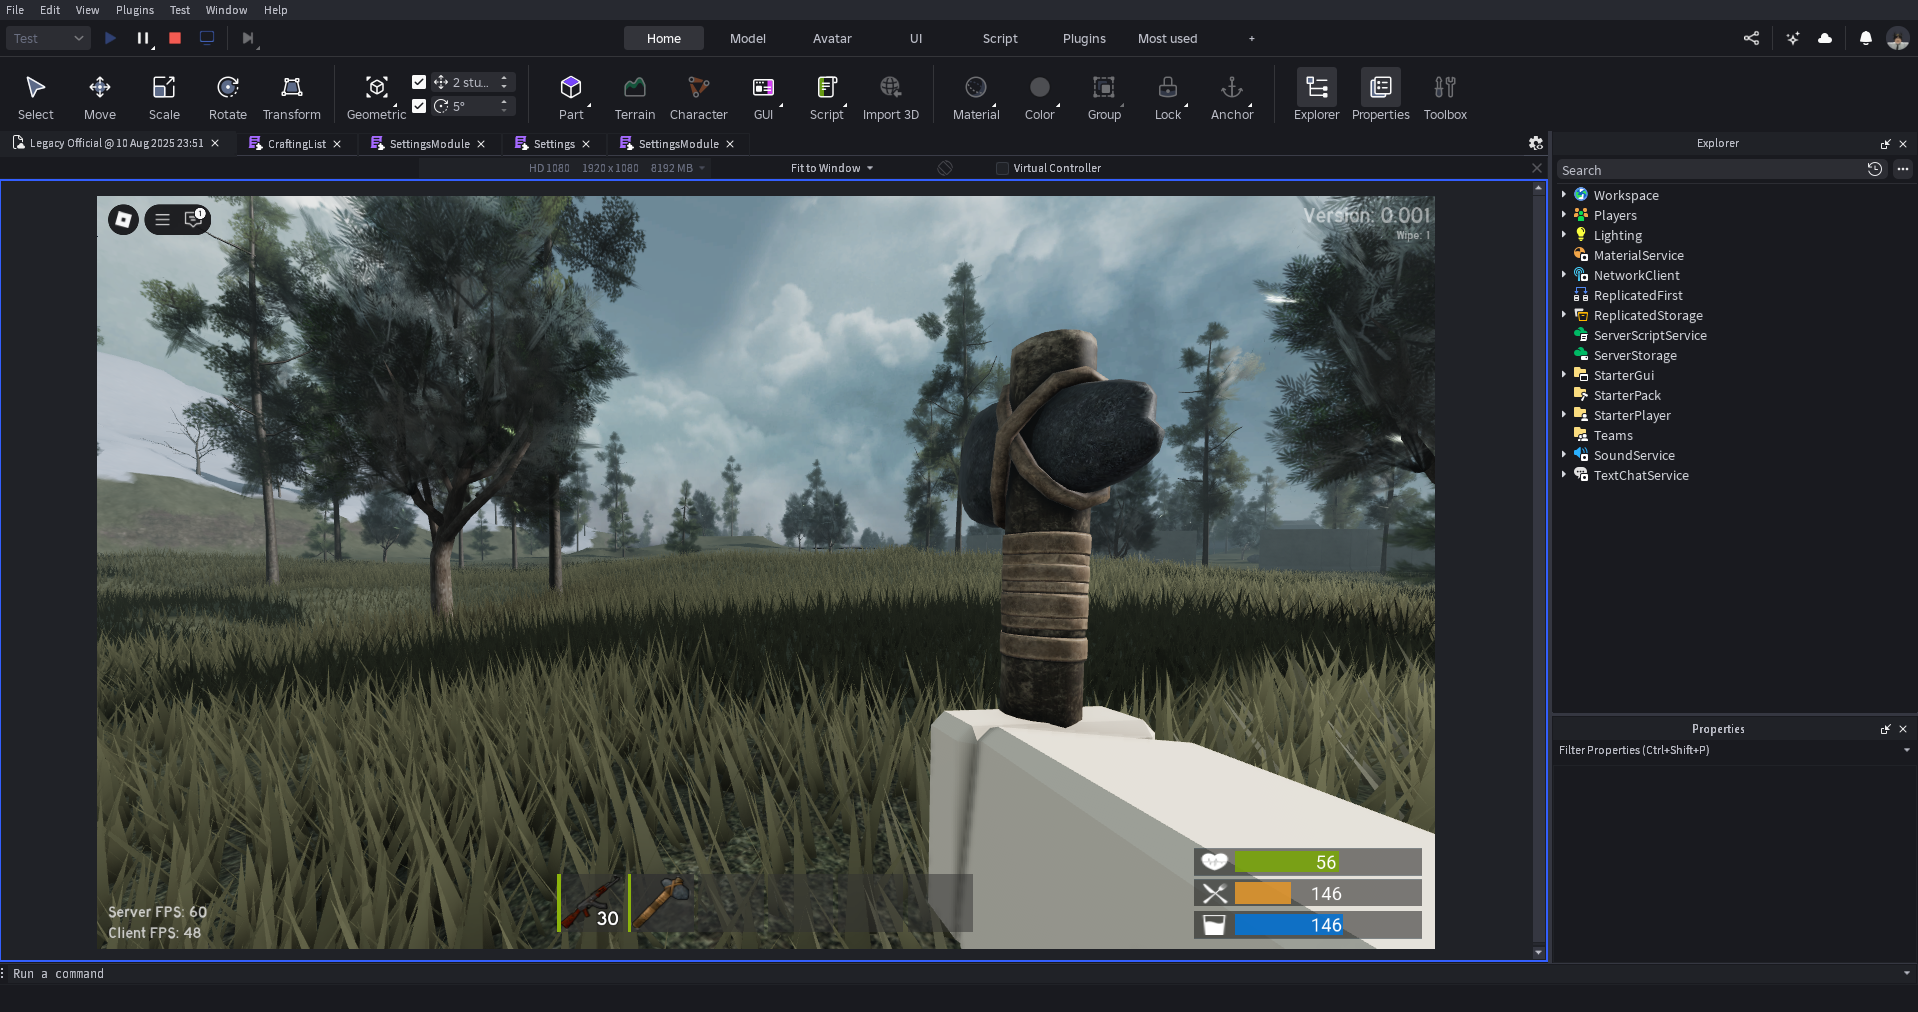 File Edit View Plugins Test Window Help
Test Home Model Avatar UI Script Plugins Most used +
2 stu...
5°
Select Move Scale Rotate Transform Geometric Part Terrain Character GUI Script Import 3D Material Color Group Lock Anchor Explorer Properties Toolbox
Legacy Official @ 10 Aug 2025 23:51 CraftingList SettingsModule Settings SettingsModule
HD 1080 1920 x 1080 8192 MB Fit to Window Virtual Controller
1
Version: 0.001
Wipe: 1
56
146
146
30
Server FPS: 60
Client FPS: 48
Run a command
Explorer
Search
Workspace
Players
Lighting
MaterialService
NetworkClient
ReplicatedFirst
ReplicatedStorage
ServerScriptService
ServerStorage
StarterGui
StarterPack
StarterPlayer
Teams
SoundService
TextChatService
Properties
Filter Properties (Ctrl+Shift+P)